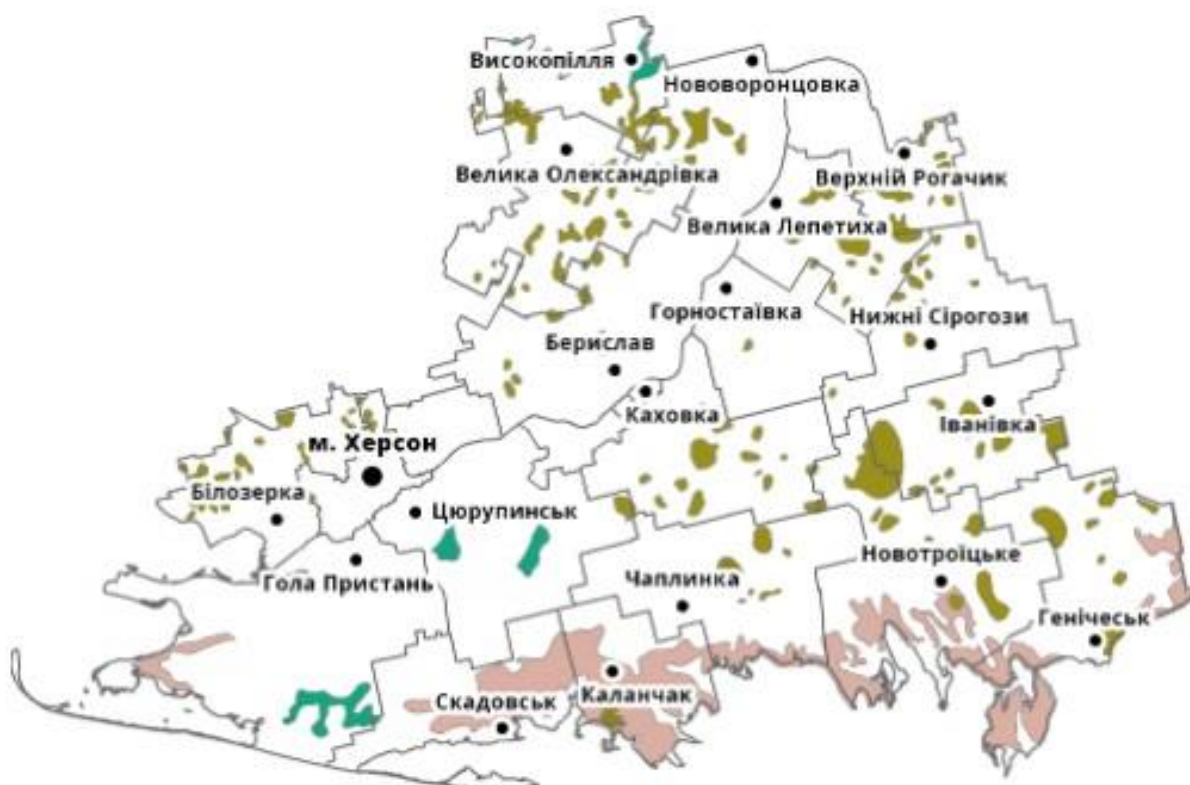 Високопілля
Нововоронцовка
Велика Олександрівка
Верхній Рогачик
Велика Лепетиха
Горностаївка
Нижні Сірогози
Берислав
Каховка
Іванівка
м. Херсон
Білозерка
Цюрупинськ
Гола Пристань
Чаплинка
Новотроїцьке
Генічеськ
Скадовськ
Каланчак